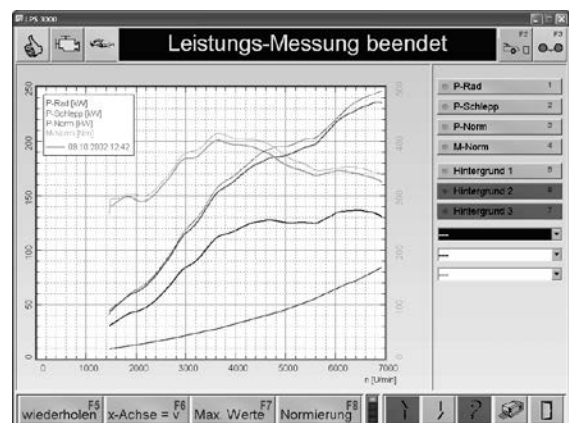 LPS 3000
Leistungs-Messung beendet
F2
F3
P-Rad [kW]
P-Schlepp [kW]
P-Norm [kW]
M-Norm [Nm]
09.10.2002 12:42
250
200
150
100
50
0
500
400
300
200
100
0
0 1000 2000 3000 4000 5000 6000 7000
n [U/min]
P-Rad 1
P-Schlepp 2
P-Norm 3
M-Norm 4
Hintergrund 1 5
Hintergrund 2 6
Hintergrund 3 7
---
---
---
F5 wiederholen
F6 x-Achse = v
F7 Max. Werte
F8 Normierung